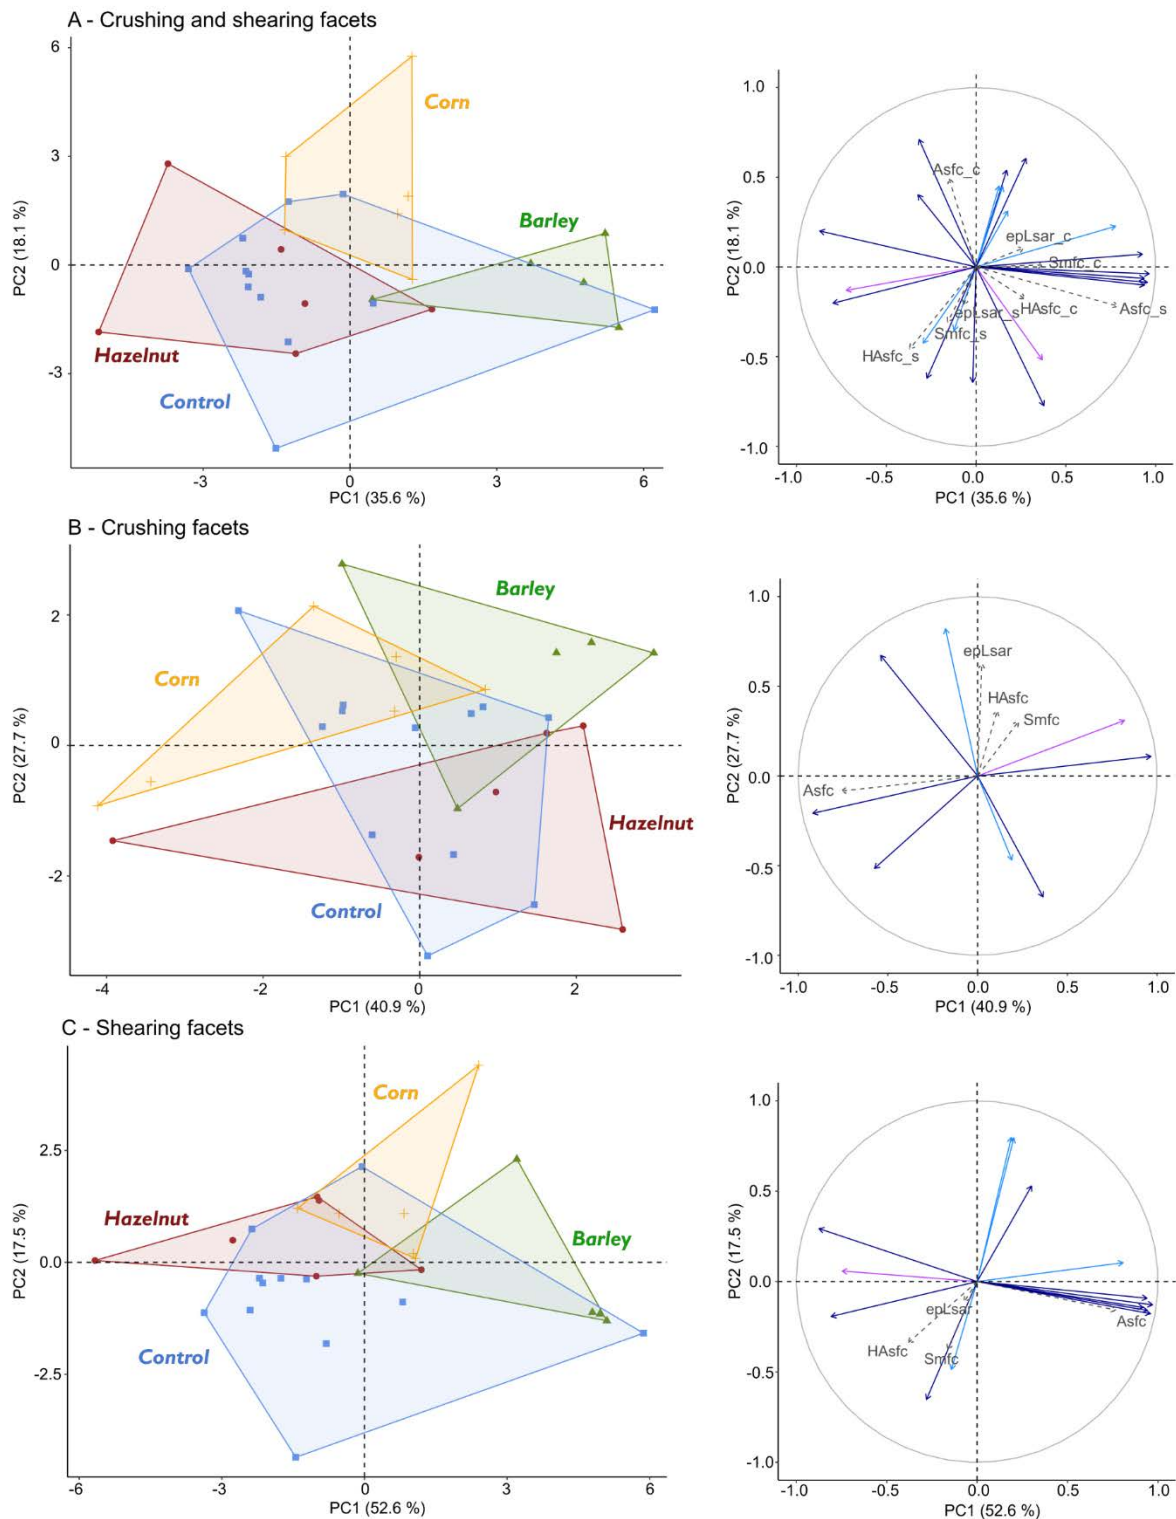 A - Crushing and shearing facets
6
3
0
-3
PC2 (18.1 %)
Corn
Barley
Hazelnut
Control
-3
0
3
6
PC1 (35.6 %)
1.0
0.5
0.0
-0.5
-1.0
PC2 (18.1 %)
Asfc_c
epLsar_c
Smfc_c
HAsfc_c
Asfc_s
epLsar_s
Smfc_s
HAsfc_s
-1.0
-0.5
0.0
0.5
1.0
PC1 (35.6 %)
B - Crushing facets
2
0
-2
PC2 (27.7 %)
Barley
Corn
Hazelnut
Control
-4
-2
0
2
PC1 (40.9 %)
1.0
0.5
0.0
-0.5
-1.0
PC2 (27.7 %)
epLsar
HAsfc
Smfc
Asfc
-1.0
-0.5
0.0
0.5
1.0
PC1 (40.9 %)
C - Shearing facets
2.5
0.0
-2.5
PC2 (17.5 %)
Corn
Hazelnut
Barley
Control
-6
-3
0
3
6
PC1 (52.6 %)
1.0
0.5
0.0
-0.5
-1.0
PC2 (17.5 %)
epLsar
Asfc
HAsfc
Smfc
-1.0
-0.5
0.0
0.5
1.0
PC1 (52.6 %)